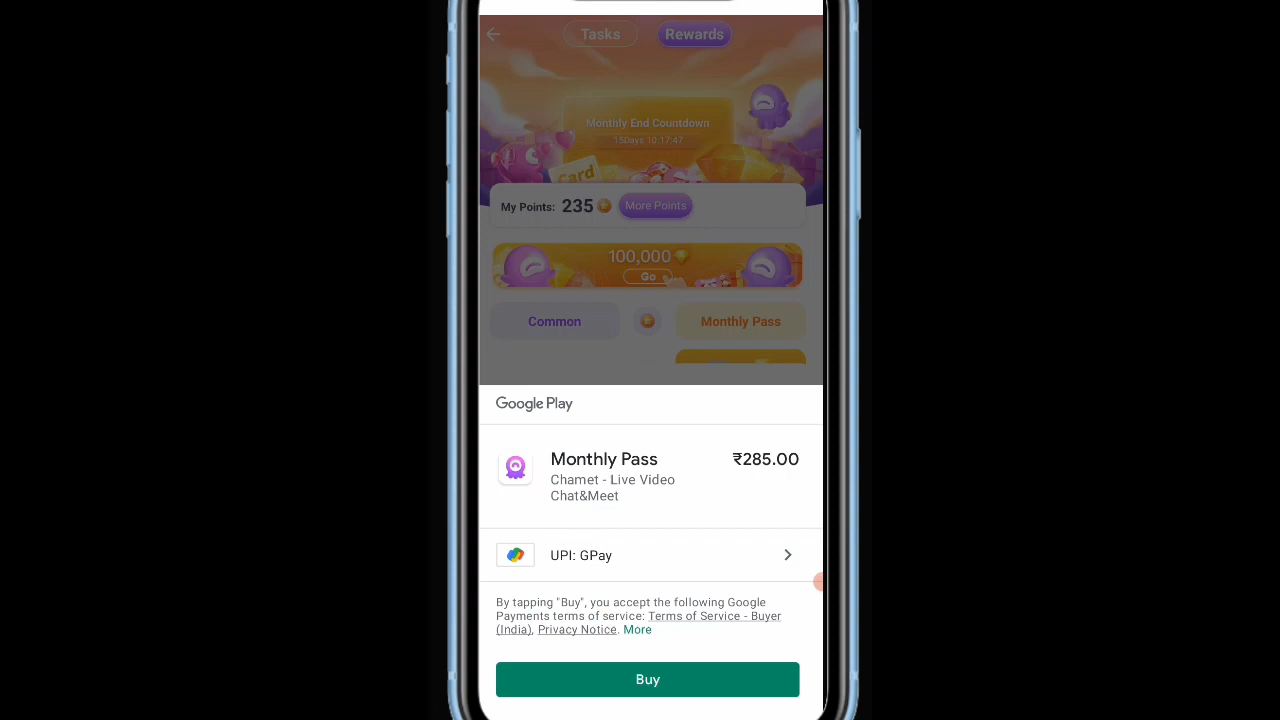 Tasks
Rewards
Monthly End Countdown
15Days 10:17:47
Card
My Points: 235
More Points
100,000
Go
Common
Monthly Pass
Google Play
Monthly Pass
₹285.00
Chamet - Live Video
Chat&Meet
UPI: GPay
By tapping "Buy", you accept the following Google
Payments terms of service: Terms of Service - Buyer
(India), Privacy Notice. More
Buy